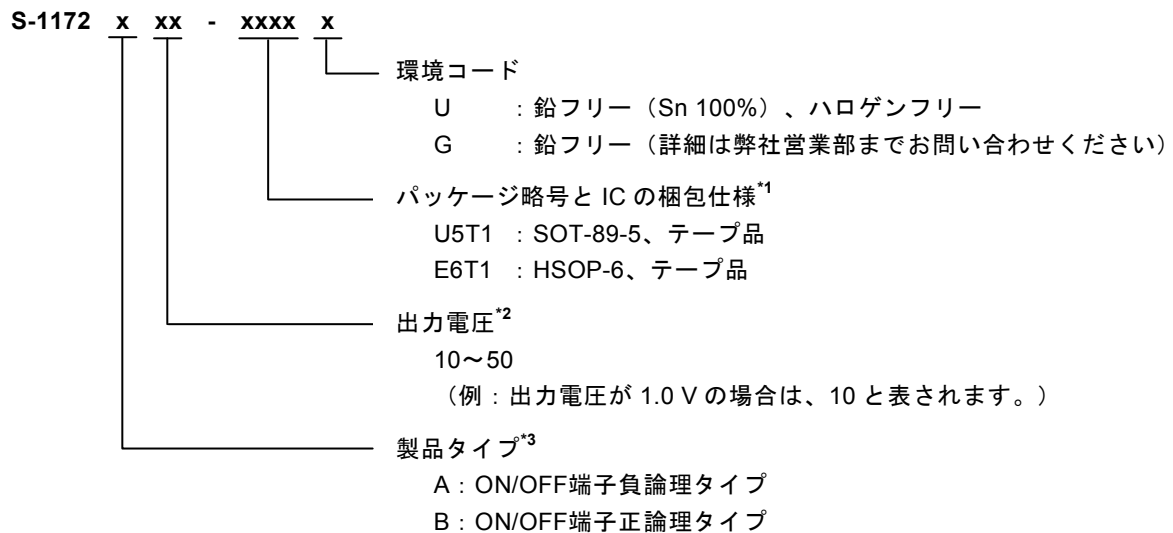 S-1172 x xx - xxxx x
環境コード
U : 鉛フリー（Sn 100%）、ハロゲンフリー
G : 鉛フリー（詳細は弊社営業部までお問い合わせください）
パッケージ略号と IC の梱包仕様*1
U5T1 : SOT-89-5、テープ品
E6T1 : HSOP-6、テープ品
出力電圧*2
10～50
（例：出力電圧が 1.0 V の場合は、10 と表されます。）
製品タイプ*3
A：ON/OFF端子負論理タイプ
B：ON/OFF端子正論理タイプ